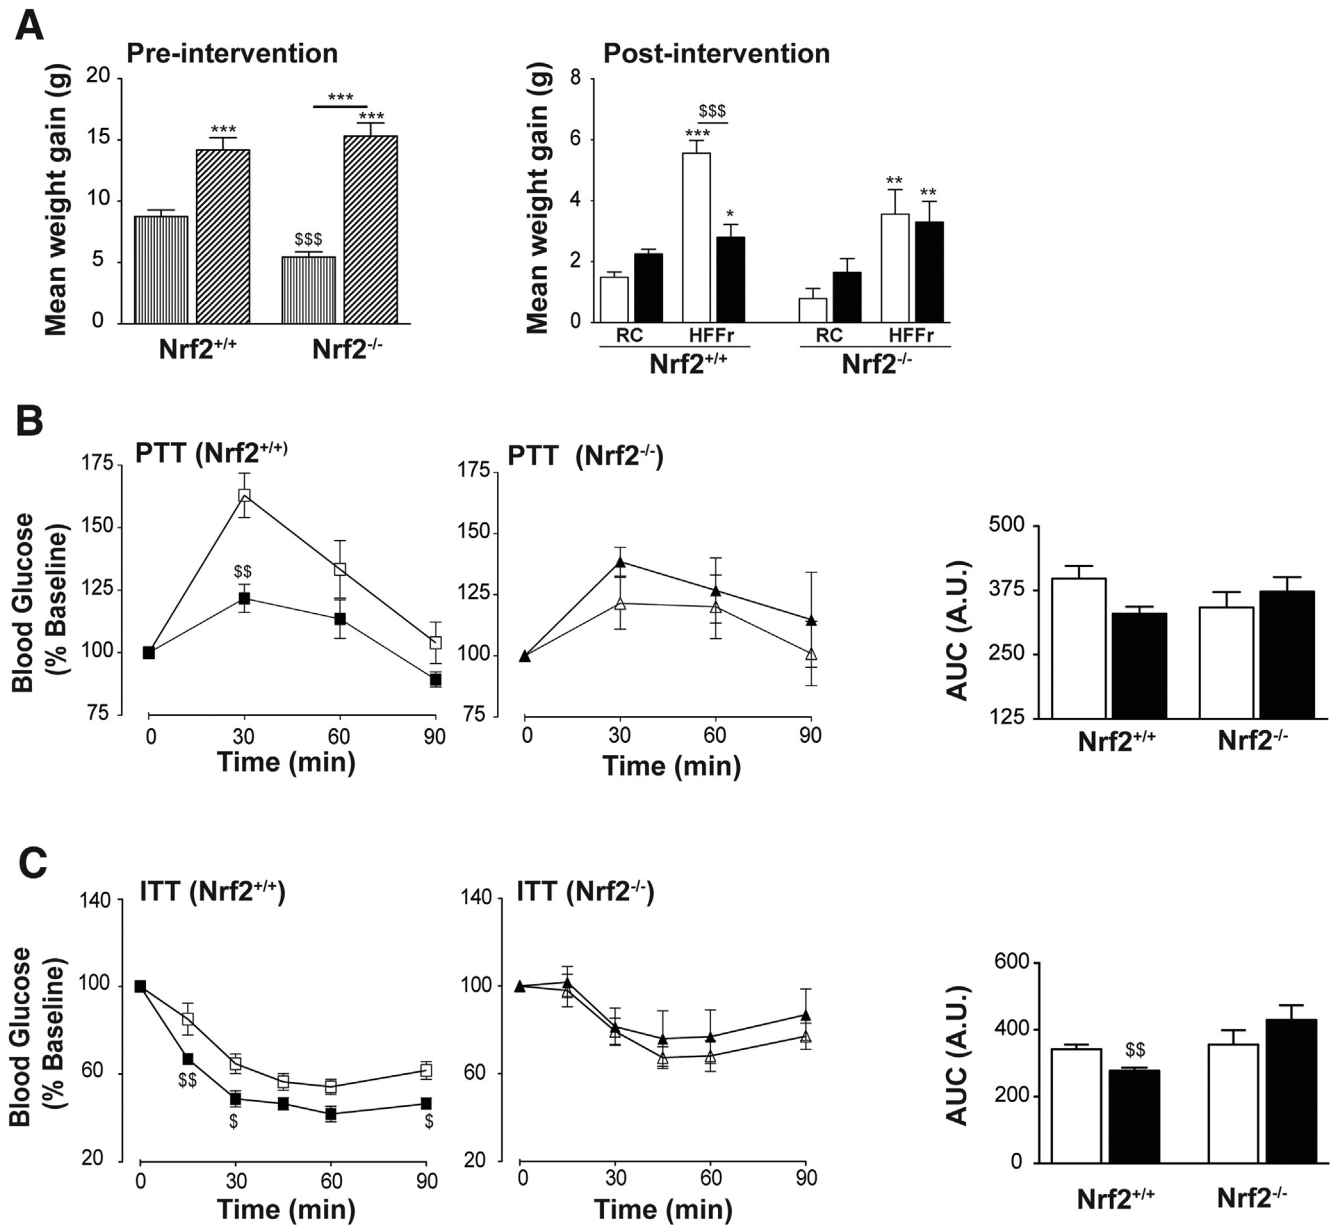 A
Pre-intervention
Mean weight gain (g)
20
15
10
5
0
***
$$$
***
***
Nrf2+/+
Nrf2-/-
Post-intervention
Mean weight gain (g)
8
6
4
2
0
$$$
***
*
**
**
RC
HFFr
RC
HFFr
Nrf2+/+
Nrf2-/-
B
PTT (Nrf2+/+)
Blood Glucose
(% Baseline)
175
150
125
100
75
$$
0
30
60
90
Time (min)
PTT (Nrf2-/-)
175
150
125
100
75
0
30
60
90
Time (min)
AUC (A.U.)
500
375
250
125
Nrf2+/+
Nrf2-/-
C
ITT (Nrf2+/+)
Blood Glucose
(% Baseline)
140
100
60
20
$$
$
$
0
30
60
90
Time (min)
ITT (Nrf2-/-)
140
100
60
20
0
30
60
90
Time (min)
AUC (A.U.)
600
400
200
0
$$
Nrf2+/+
Nrf2-/-